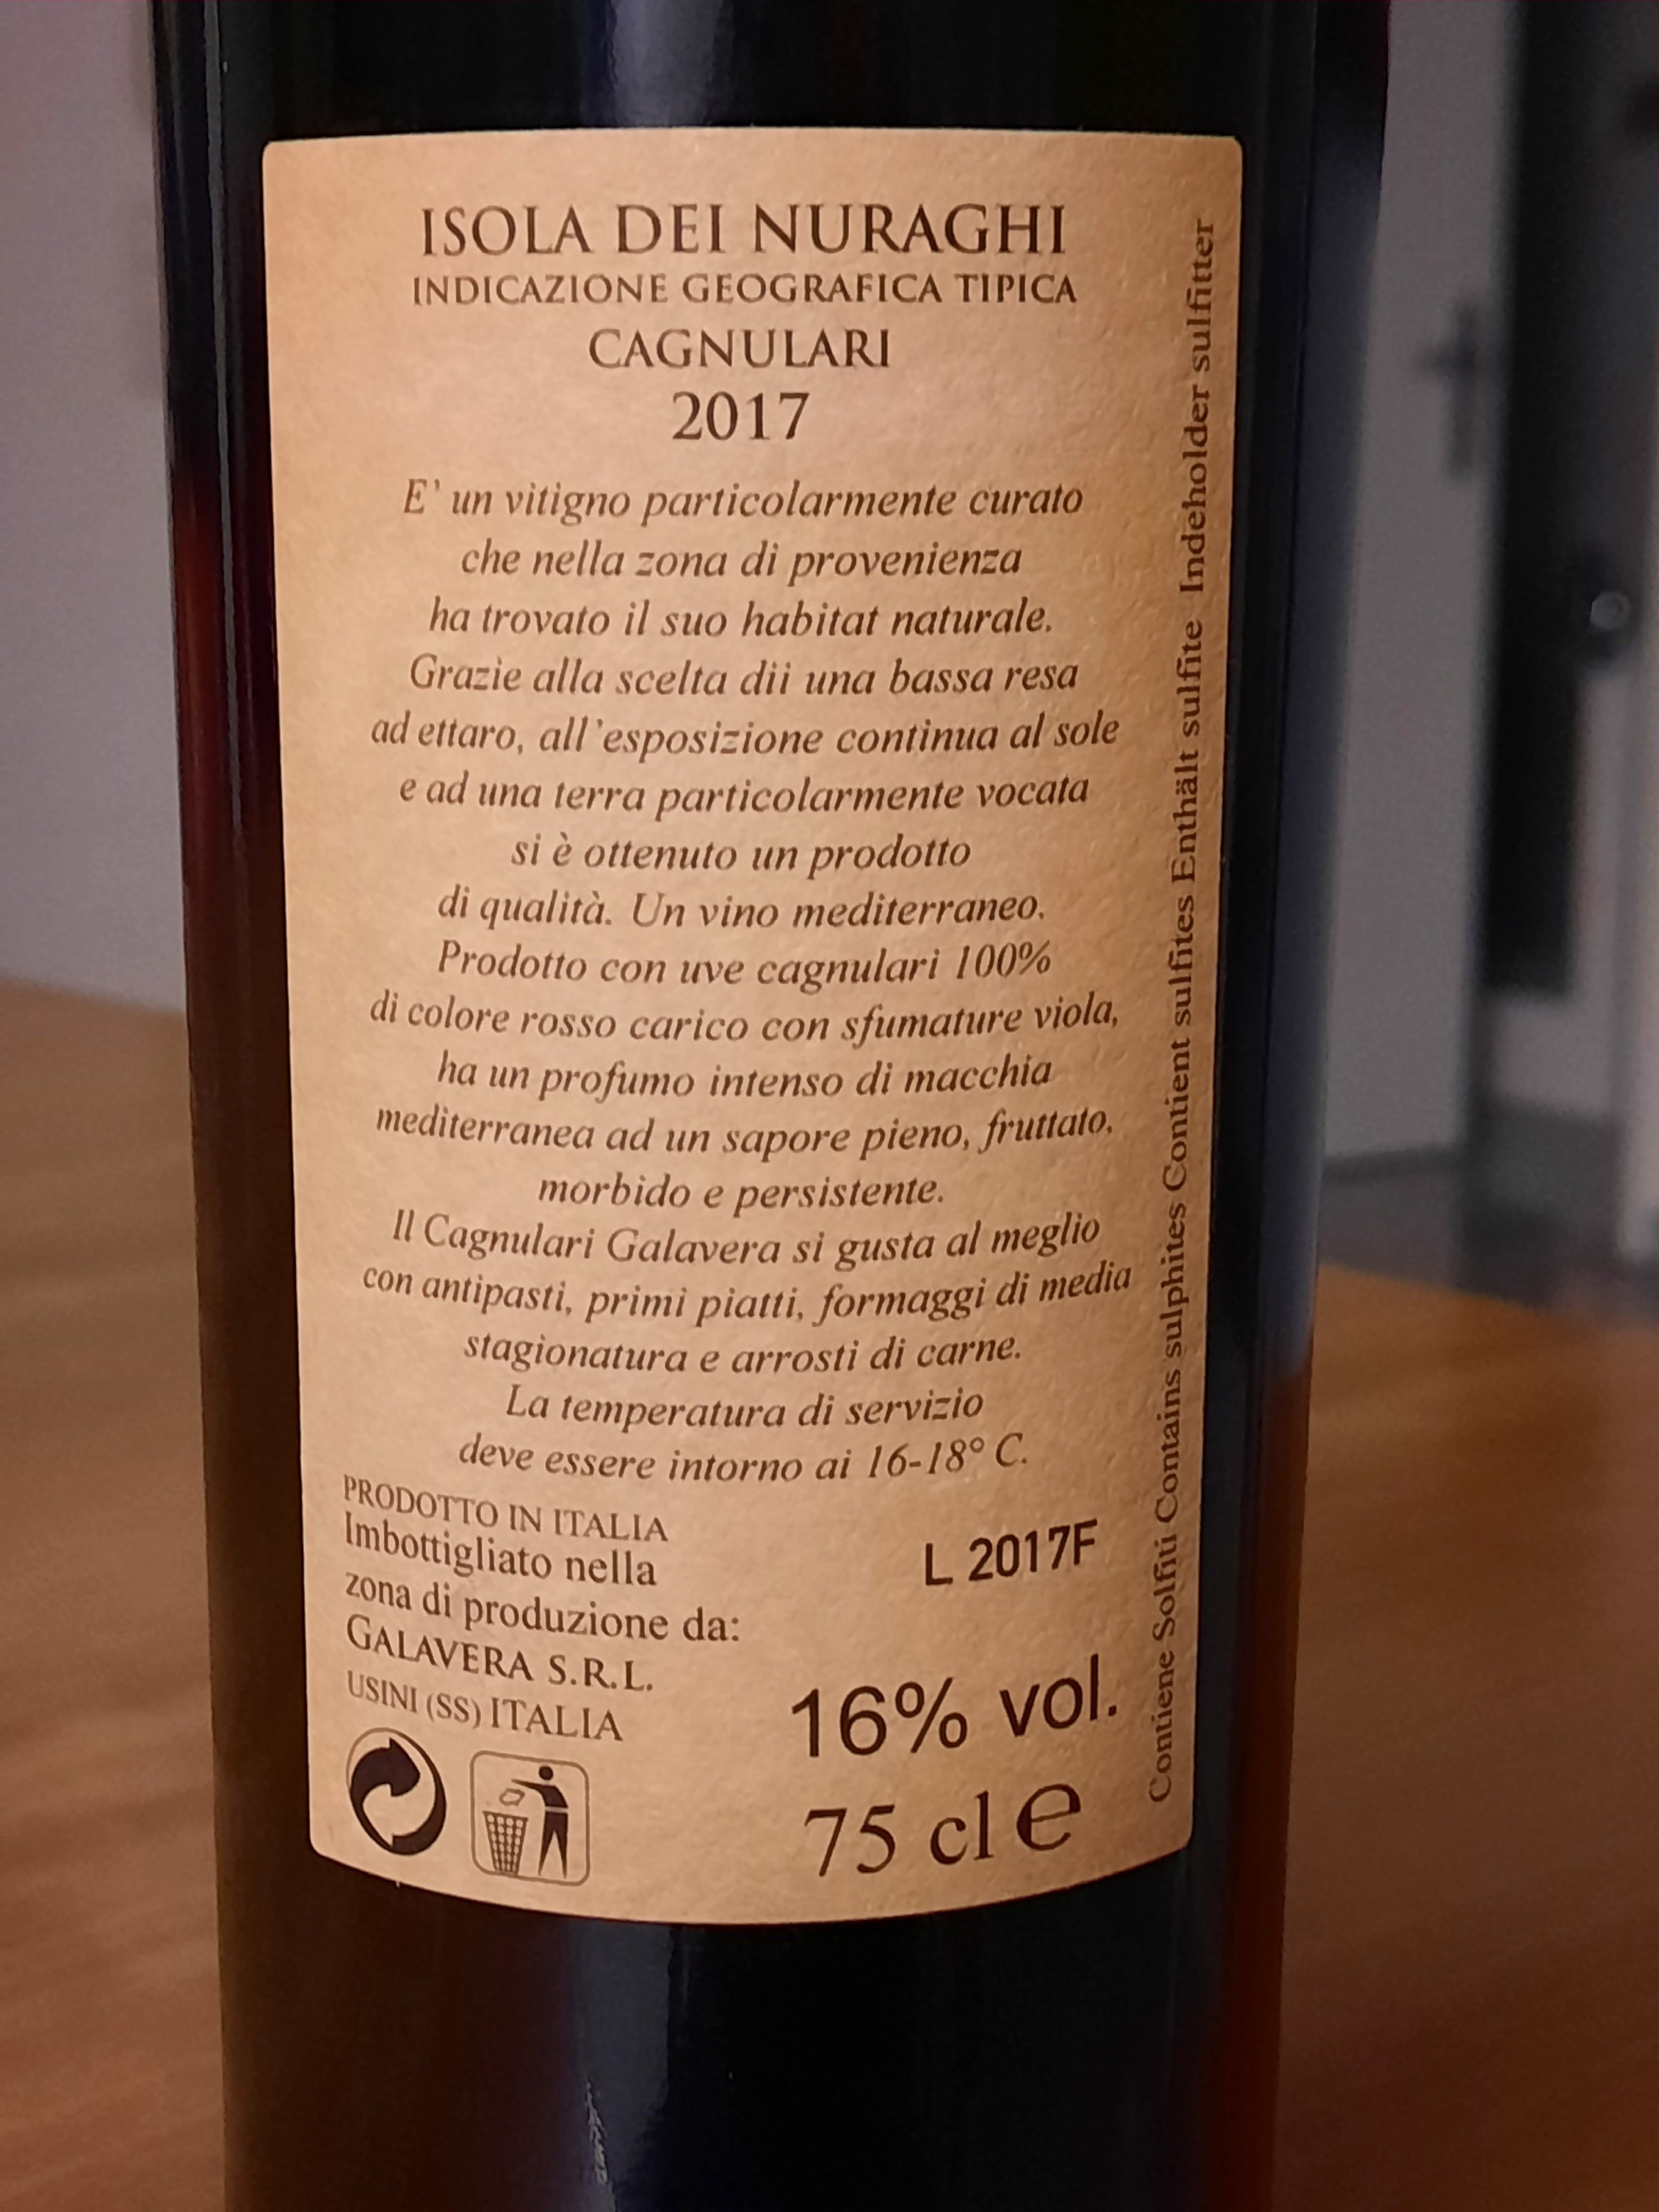 ISOLA DEI NURAGHI
INDICAZIONE GEOGRAFICA TIPICA
CAGNULARI
2017
E' un vitigno particolarmente curato
che nella zona di provenienza
ha trovato il suo habitat naturale.
Grazie alla scelta dii una bassa resa
ad ettaro, all'esposizione continua al sole
e ad una terra particolarmente vocata
si è ottenuto un prodotto
di qualità. Un vino mediterraneo.
Prodotto con uve cagnulari 100%
di colore rosso carico con sfumature viola,
ha un profumo intenso di macchia
mediterranea ad un sapore pieno, fruttato,
morbido e persistente.
Il Cagnulari Galavera si gusta al meglio
con antipasti, primi piatti, formaggi di media
stagionatura e arrosti di carne.
La temperatura di servizio
deve essere intorno ai 16-18° C.
PRODOTTO IN ITALIA
Imbottigliato nella
zona di produzione da:
GALAVERA S.R.L.
USINI (SS) ITALIA
L 2017F
16% vol.
75 cl e
Contiene Solfiti Contains sulphites Contient sulfites Enthält sulfite Indeholder sulfitter